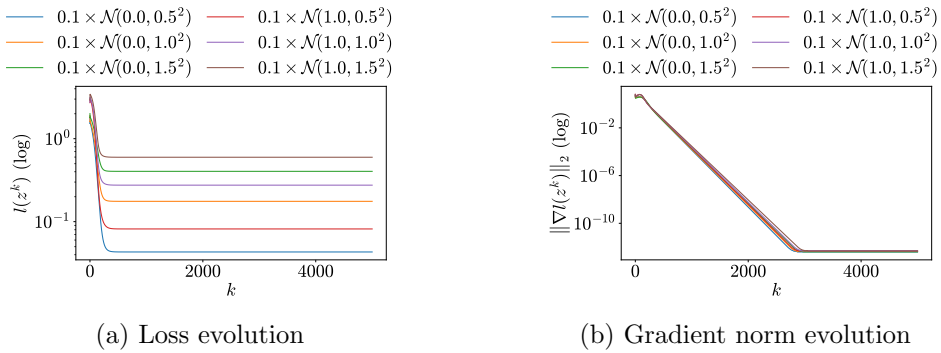 0.1 × 𝒩(0.0, 0.5²) 0.1 × 𝒩(1.0, 0.5²)
0.1 × 𝒩(0.0, 1.0²) 0.1 × 𝒩(1.0, 1.0²)
0.1 × 𝒩(0.0, 1.5²) 0.1 × 𝒩(1.0, 1.5²)
l(zᵏ) (log)
10⁰
10⁻¹
0 2000 4000
k
(a) Loss evolution
0.1 × 𝒩(0.0, 0.5²) 0.1 × 𝒩(1.0, 0.5²)
0.1 × 𝒩(0.0, 1.0²) 0.1 × 𝒩(1.0, 1.0²)
0.1 × 𝒩(0.0, 1.5²) 0.1 × 𝒩(1.0, 1.5²)
‖∇l(zᵏ)‖₂ (log)
10⁻²
10⁻⁶
10⁻¹⁰
0 2000 4000
k
(b) Gradient norm evolution